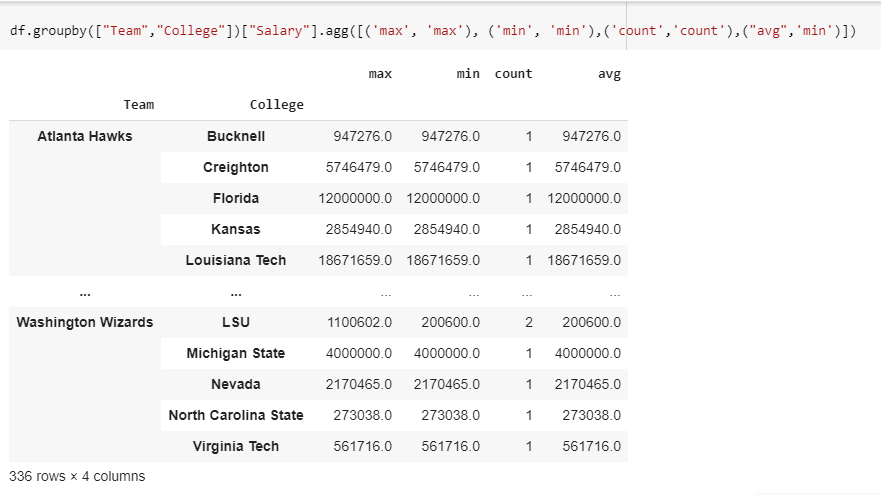 df.groupby(["Team","College"])["Salary"].agg([('max', 'max'), ('min', 'min'),('count','count'),("avg",'min')])
max min count avg
Team College
Atlanta Hawks Bucknell 947276.0 947276.0 1 947276.0
Creighton 5746479.0 5746479.0 1 5746479.0
Florida 12000000.0 12000000.0 1 12000000.0
Kansas 2854940.0 2854940.0 1 2854940.0
Louisiana Tech 18671659.0 18671659.0 1 18671659.0
... ... ... ... ... ...
Washington Wizards LSU 1100602.0 200600.0 2 200600.0
Michigan State 4000000.0 4000000.0 1 4000000.0
Nevada 2170465.0 2170465.0 1 2170465.0
North Carolina State 273038.0 273038.0 1 273038.0
Virginia Tech 561716.0 561716.0 1 561716.0
336 rows × 4 columns